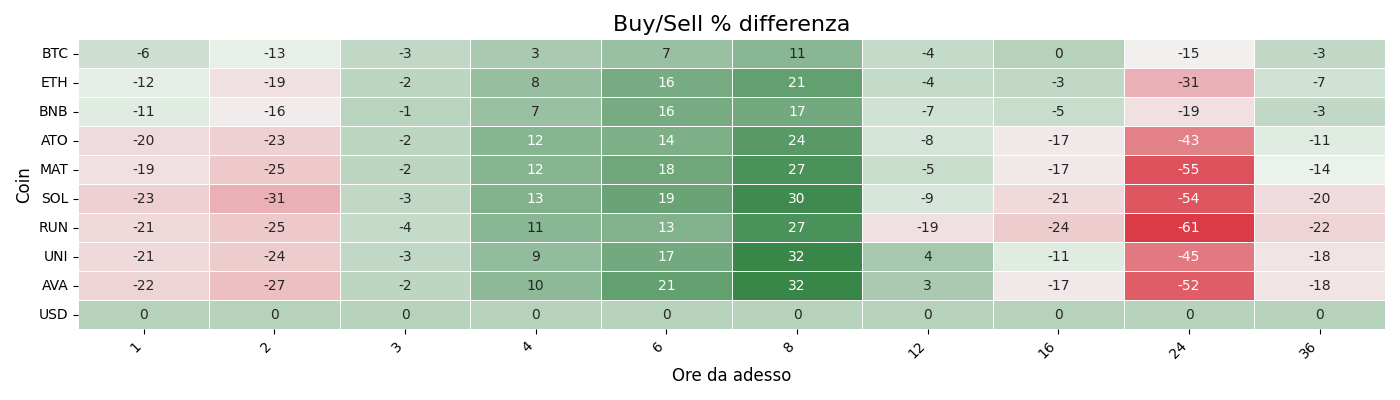 Buy/Sell % differenza
BTC -6 -13 -3 3 7 11 -4 0 -15 -3
ETH -12 -19 -2 8 16 21 -4 -3 -31 -7
BNB -11 -16 -1 7 16 17 -7 -5 -19 -3
ATO -20 -23 -2 12 14 24 -8 -17 -43 -11
MAT -19 -25 -2 12 18 27 -5 -17 -55 -14
SOL -23 -31 -3 13 19 30 -9 -21 -54 -20
RUN -21 -25 -4 11 13 27 -19 -24 -61 -22
UNI -21 -24 -3 9 17 32 4 -11 -45 -18
AVA -22 -27 -2 10 21 32 3 -17 -52 -18
USD 0 0 0 0 0 0 0 0 0 0
Coin
1 2 3 4 6 8 12 16 24 36
Ore da adesso